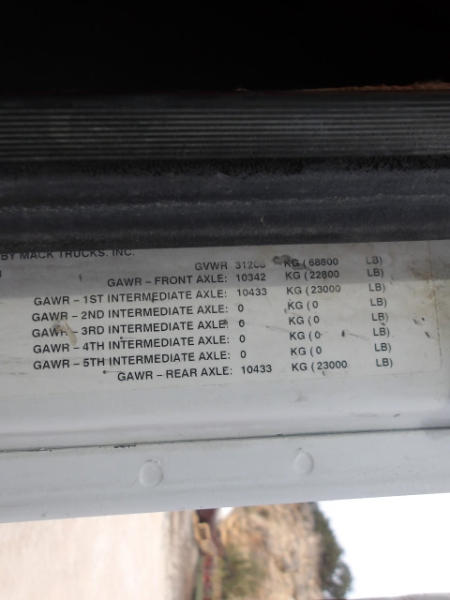 BY MACK TRUCKS. INC.
GVWR 31208 KG (68800 LB)
GAWR - FRONT AXLE: 10342 KG (22800 LB)
GAWR - 1ST INTERMEDIATE AXLE: 10433 KG (23000 LB)
GAWR - 2ND INTERMEDIATE AXLE: 0 KG (0 LB)
GAWR - 3RD INTERMEDIATE AXLE: 0 KG (0 LB)
GAWR - 4TH INTERMEDIATE AXLE: 0 KG (0 LB)
GAWR - 5TH INTERMEDIATE AXLE: 0 KG (0 LB)
GAWR - REAR AXLE: 10433 KG (23000 LB)